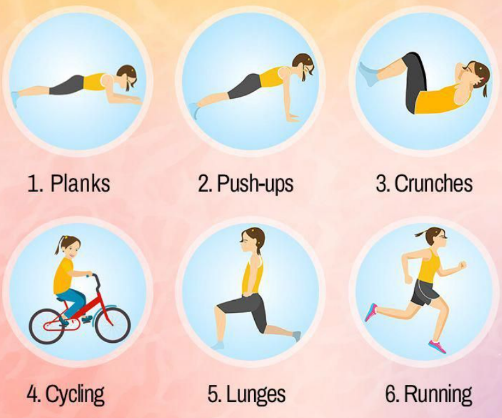 1. Planks
2. Push-ups
3. Crunches
4. Cycling
5. Lunges
6. Running